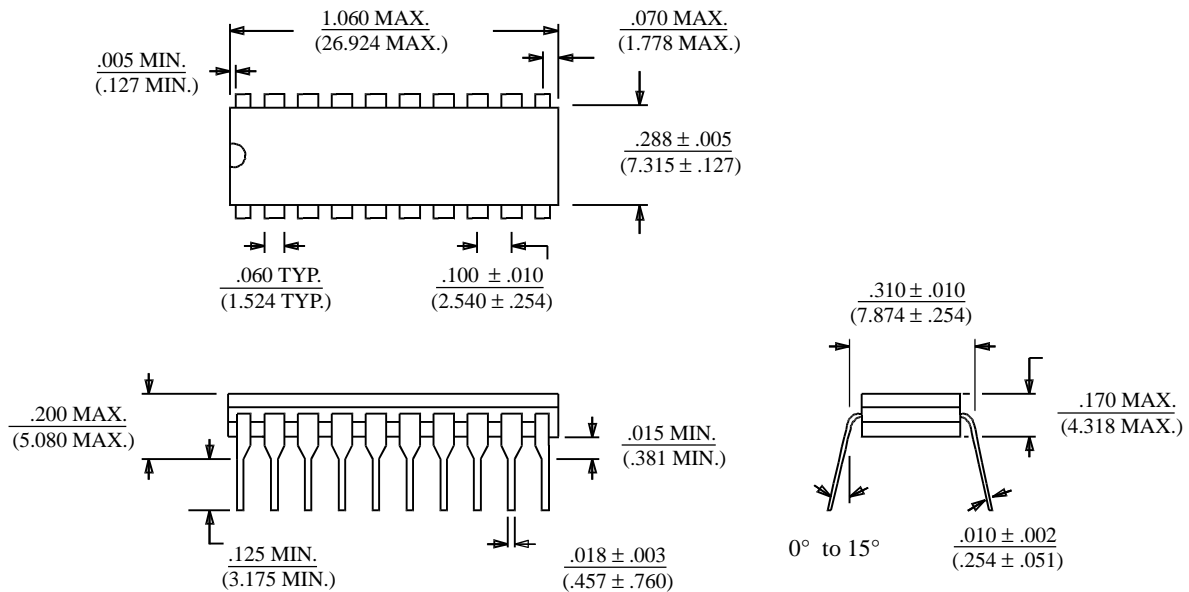 1.060 MAX.
(26.924 MAX.)
.070 MAX.
(1.778 MAX.)
.005 MIN.
(.127 MIN.)
.288 ± .005
(7.315 ± .127)
.060 TYP.
(1.524 TYP.)
.100 ± .010
(2.540 ± .254)
.310 ± .010
(7.874 ± .254)
.200 MAX.
(5.080 MAX.)
.015 MIN.
(.381 MIN.)
.170 MAX.
(4.318 MAX.)
.125 MIN.
(3.175 MIN.)
.018 ± .003
(.457 ± .760)
0° to 15°
.010 ± .002
(.254 ± .051)